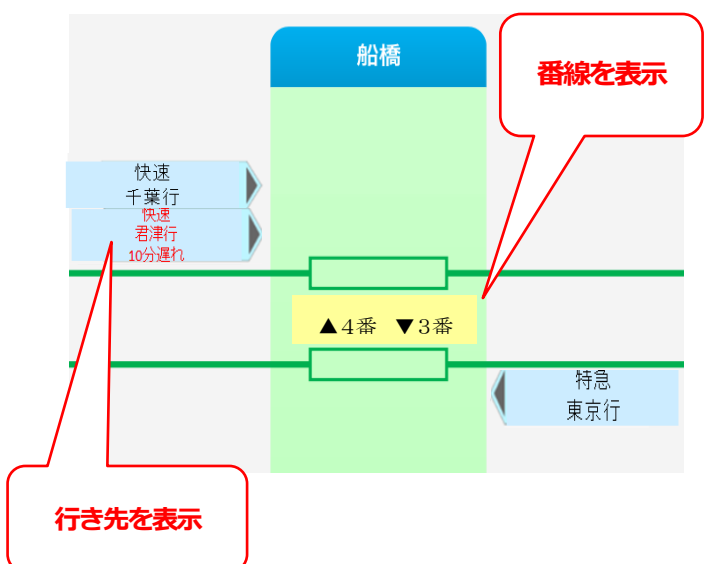 船橋
番線を表示
快速
千葉行
快速
君津行
10分遅れ
▲4番 ▼3番
特急
東京行
行き先を表示